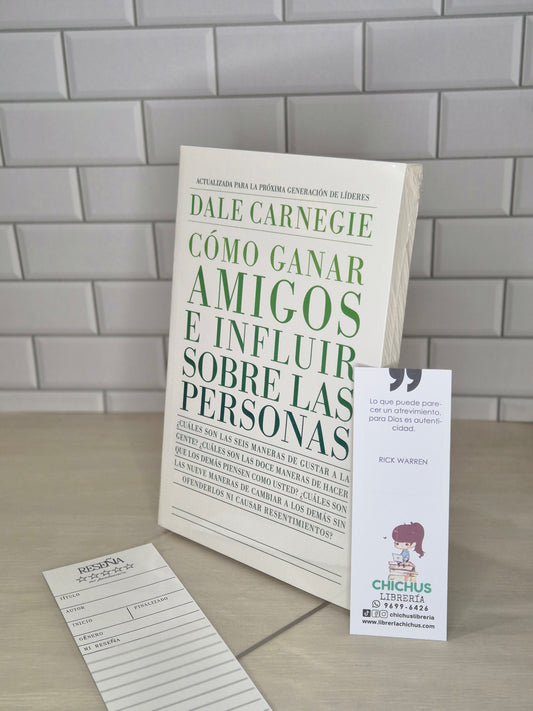 ACTUALIZADA PARA LA PRÓXIMA GENERACIÓN DE LÍDERES
DALE CARNEGIE
CÓMO GANAR
AMIGOS
E INFLUIR
SOBRE LAS
PERSONAS
¿CUÁLES SON LAS SEIS MANERAS DE GUSTAR A LA
GENTE? ¿CUÁLES SON LAS DOCE MANERAS DE HACER
QUE LOS DEMÁS PIENSEN COMO USTED? ¿CUÁLES SON
LAS NUEVE MANERAS DE CAMBIAR A LOS DEMÁS SIN
OFENDERLOS NI CAUSAR RESENTIMIENTOS?
Lo que puede pare-
cer un atrevimiento,
para Dios es autenti-
cidad.
RICK WARREN
CHICHUS
LIBRERÍA
9699-6426
chichuslibreria
www.libreriachichus.com
RESEÑA
TÍTULO
AUTOR
INICIO
FINALIZADO
GÉNERO
MI RESEÑA